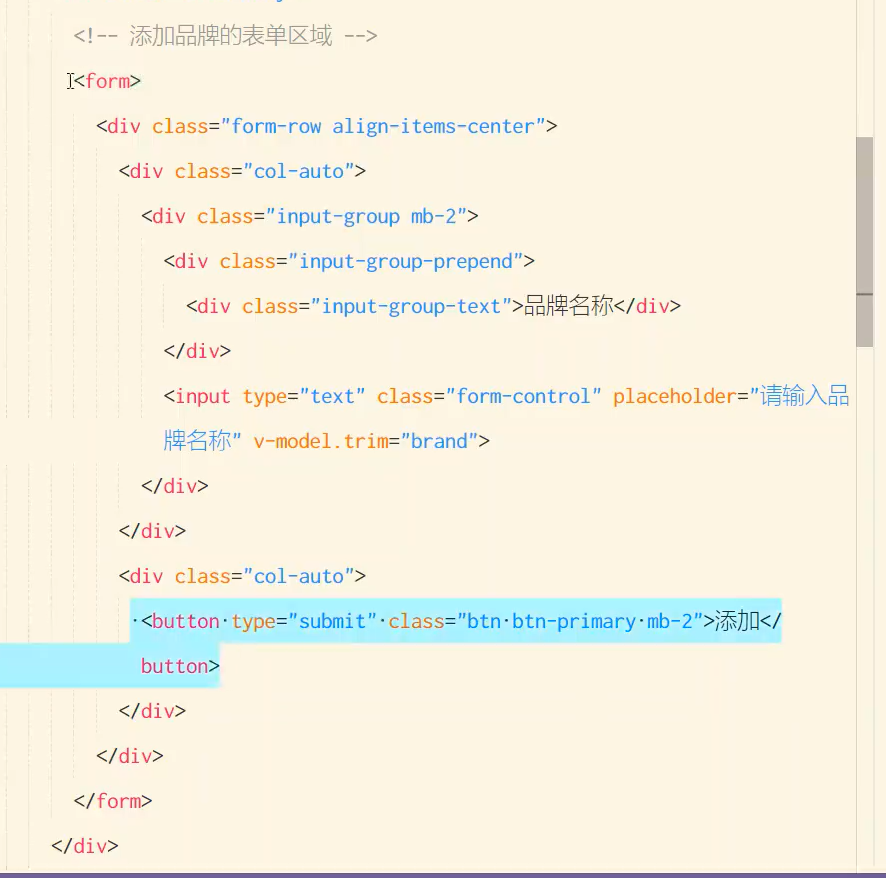 <!-- 添加品牌的表单区域 -->
<form>
<div class="form-row align-items-center">
<div class="col-auto">
<div class="input-group mb-2">
<div class="input-group-prepend">
<div class="input-group-text">品牌名称</div>
</div>
<input type="text" class="form-control" placeholder="请输入品
牌名称" v-model.trim="brand">
</div>
</div>
<div class="col-auto">
<button type="submit" class="btn btn-primary mb-2">添加</
button>
</div>
</div>
</form>
</div>